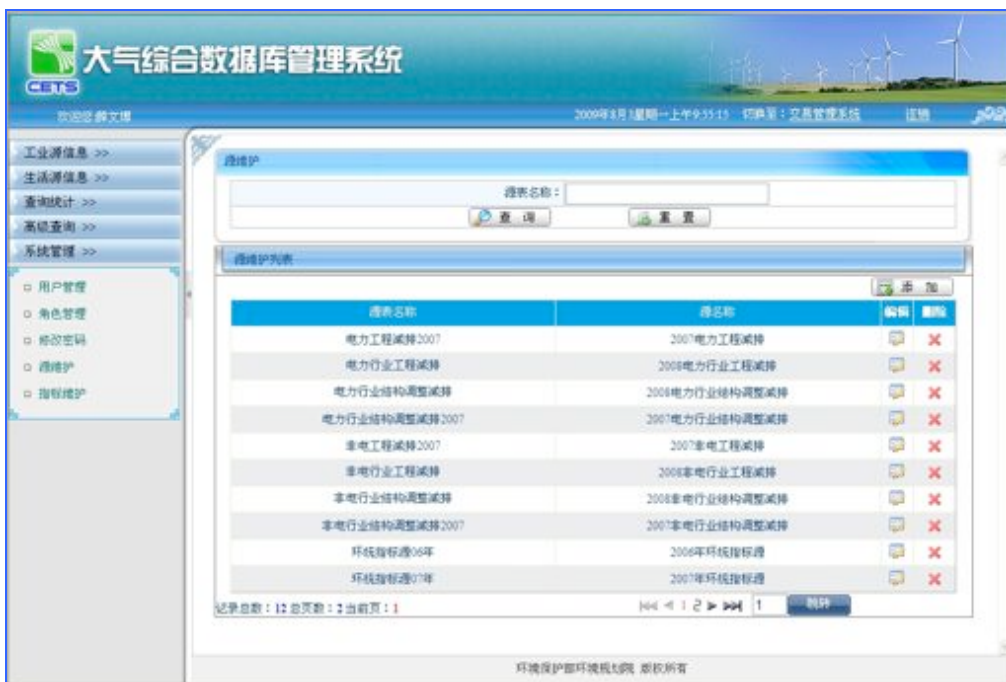 大气综合数据库管理系统
CETS
欢迎您 薛文博
2009年8月3星期一上午9:55:15 切换至：交易管理系统 注销
工业源信息 >>
生活源信息 >>
查询统计 >>
高级查询 >>
系统管理 >>
用户管理
角色管理
修改密码
源维护
指标维护
源维护
源表名称：
查 询 重 置
源维护列表
添 加
源表名称 源名称 编辑 删除
电力工程减排2007 2007电力工程减排
电力行业工程减排 2008电力行业工程减排
电力行业结构调整减排 2008电力行业结构调整减排
电力行业结构调整减排2007 2007电力行业结构调整减排
非电工程减排2007 2007非电工程减排
非电行业工程减排 2008非电行业工程减排
非电行业结构调整减排 2008非电行业结构调整减排
非电行业结构调整减排2007 2007非电行业结构调整减排
环统指标源06年 2006年环统指标源
环统指标源07年 2007年环统指标源
记录总数：12 总页数：2 当前页：1 1 2 1 跳转
环境保护部环境规划院 版权所有